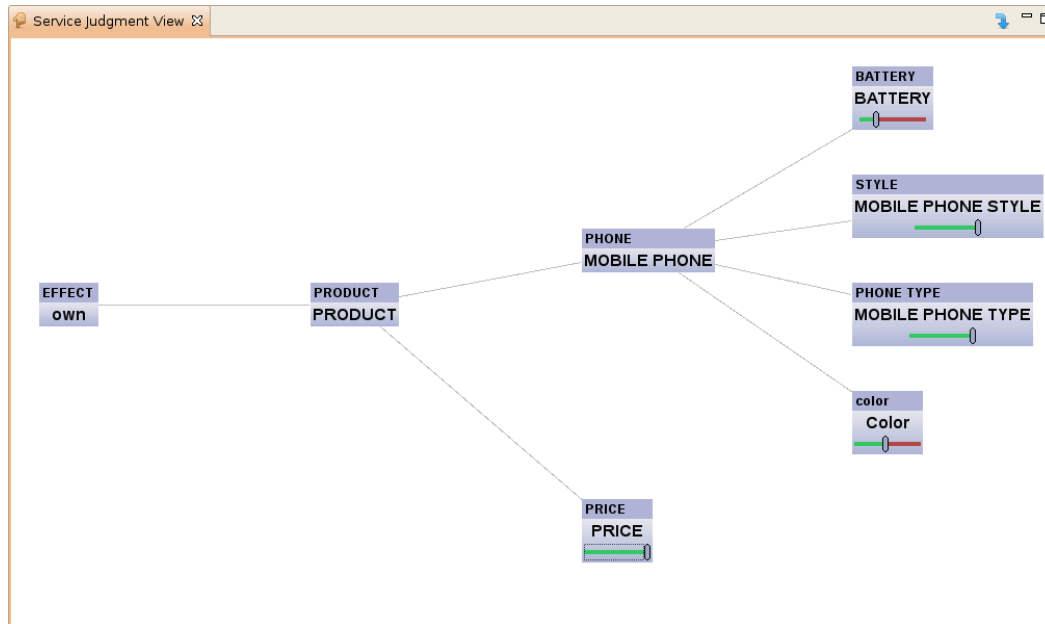 Service Judgment View
BATTERY
BATTERY
STYLE
MOBILE PHONE STYLE
PHONE
MOBILE PHONE
EFFECT
own
PRODUCT
PRODUCT
PHONE TYPE
MOBILE PHONE TYPE
color
Color
PRICE
PRICE